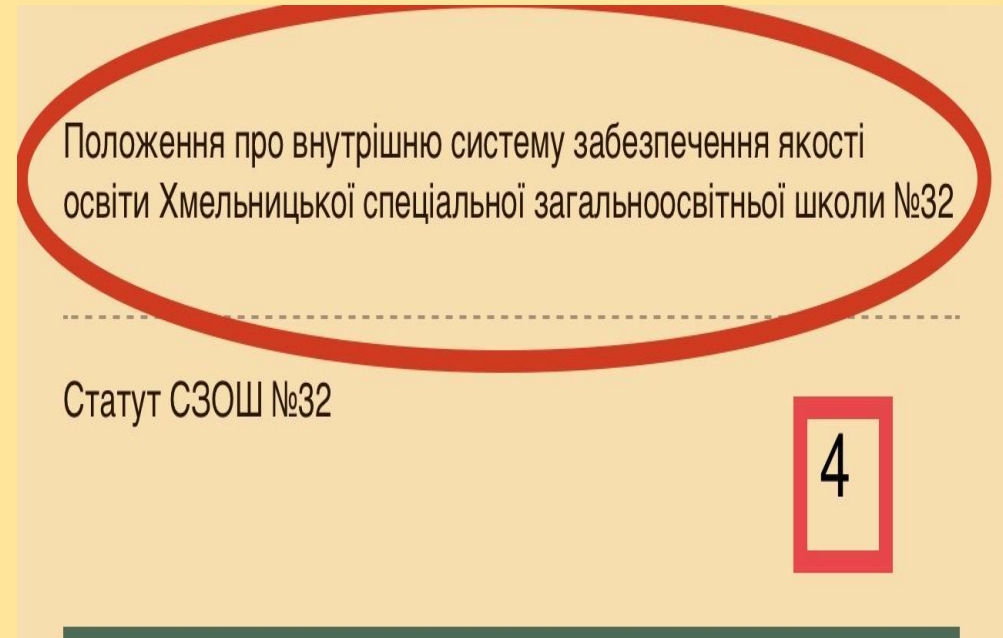 Положення про внутрішню систему забезпечення якості
освіти Хмельницької спеціальної загальноосвітньої школи №32
Статут СЗОШ №32
4